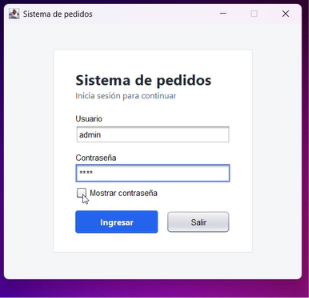 Sistema de pedidos
Sistema de pedidos
Inicia sesión para continuar
Usuario
admin
Contraseña
****
Mostrar contraseña
Ingresar
Salir